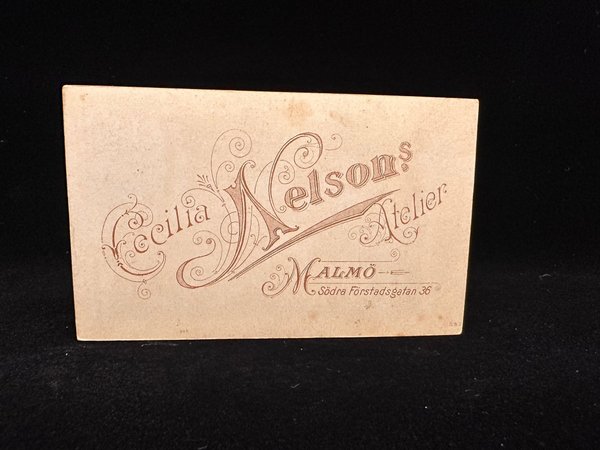 Cecilia Nelsons Atelier
MALMÖ
Södra Förstadsgatan 36